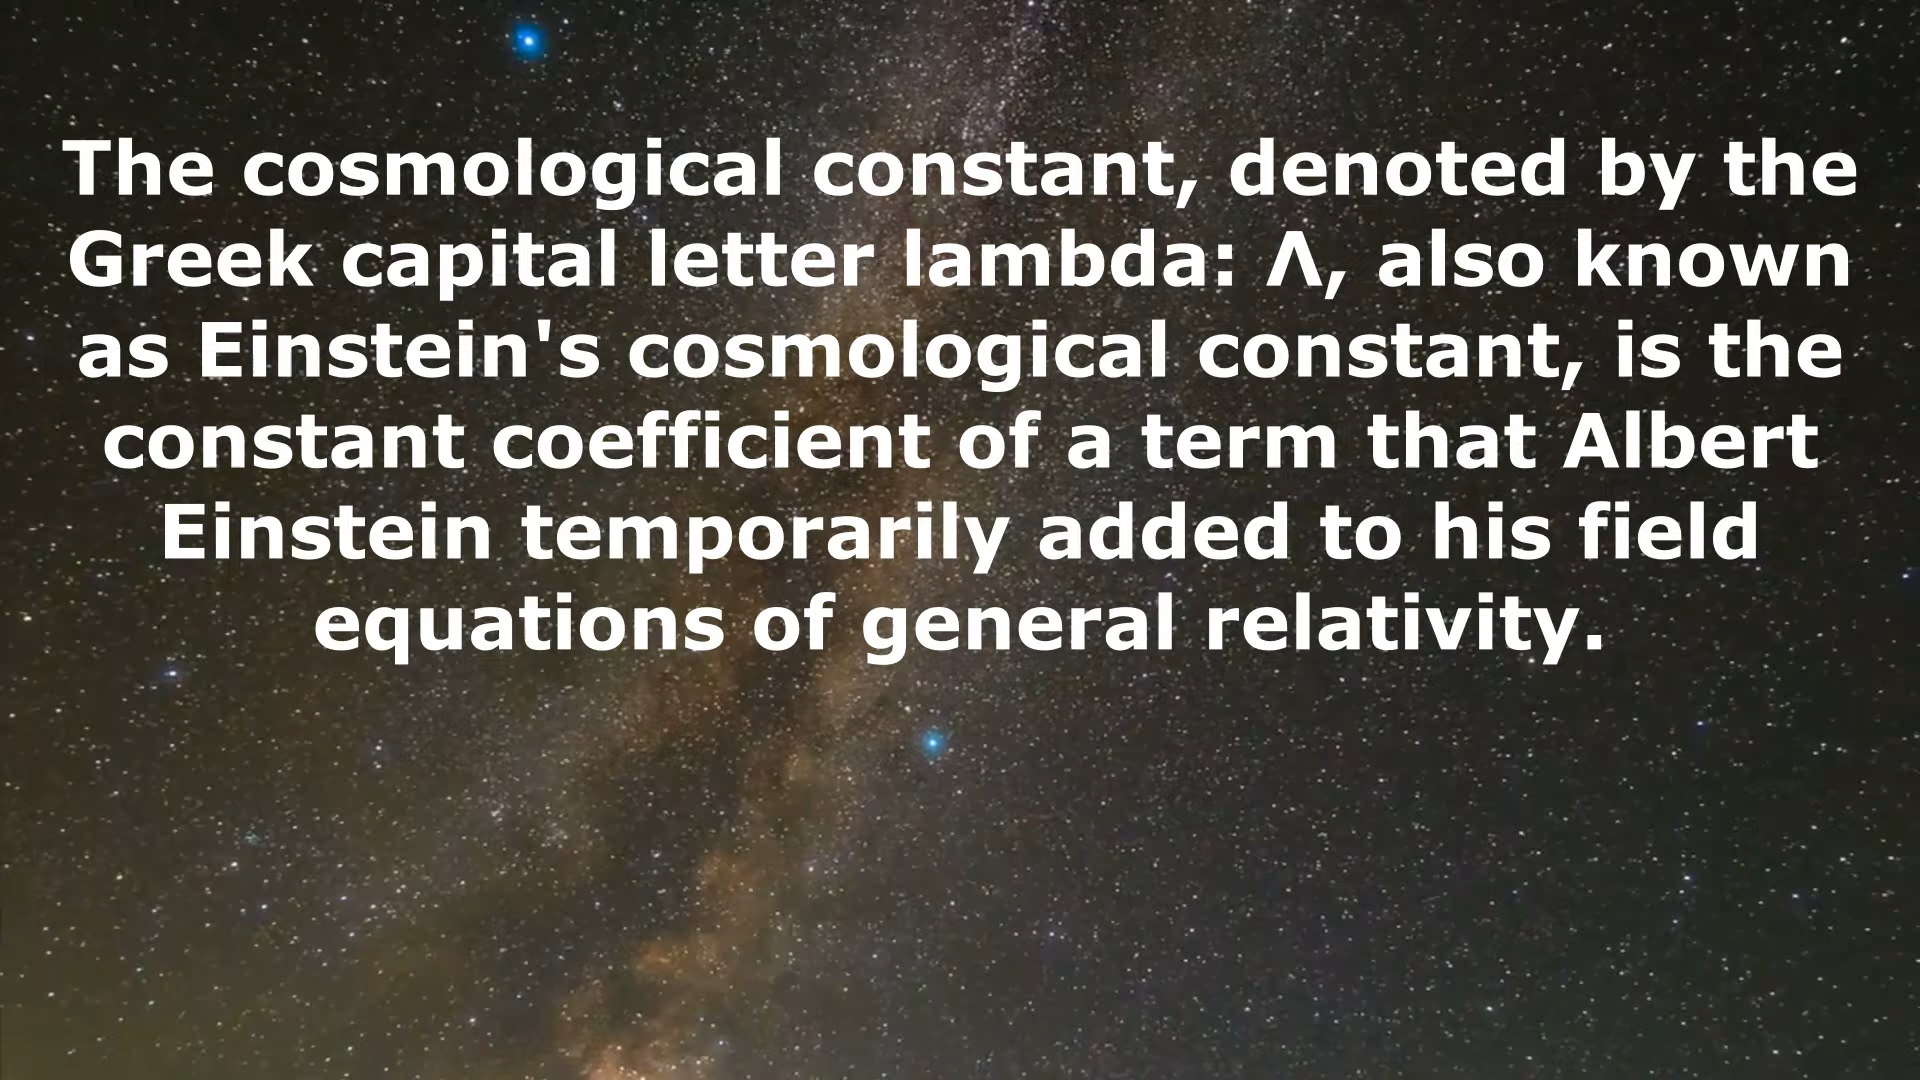 The cosmological constant, denoted by the
Greek capital letter lambda: Λ, also known
as Einstein's cosmological constant, is the
constant coefficient of a term that Albert
Einstein temporarily added to his field
equations of general relativity.